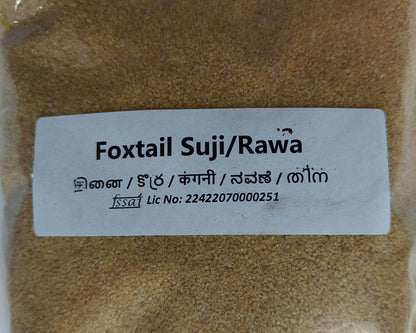 Foxtail Suji/Rawa
தினை / కొర్ర / कंगनी / ನವಣೆ / തിന
fssai Lic No: 22422070000251